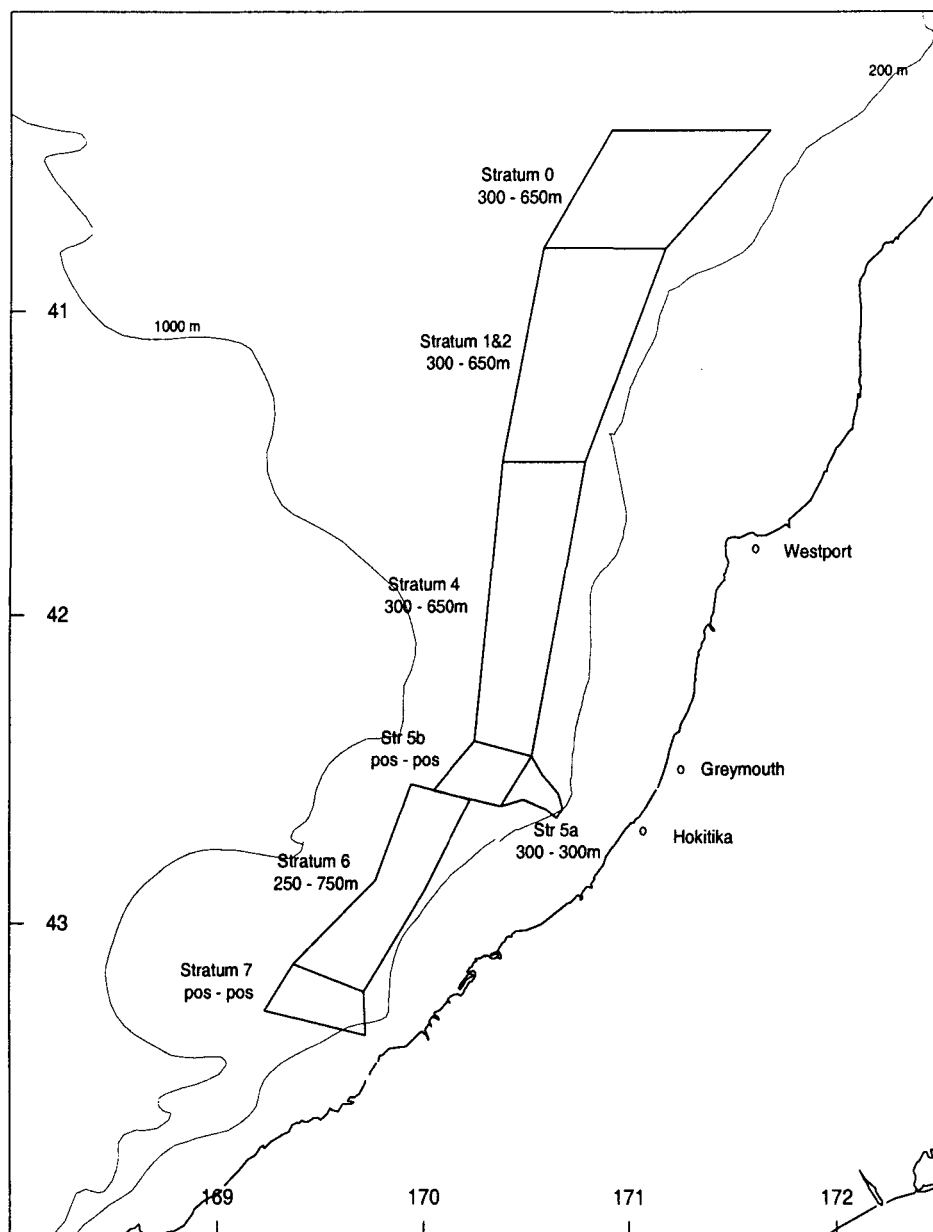 200 m
Stratum 0
300 - 650m
41
1000 m
Stratum 1&2
300 - 650m
Westport
Stratum 4
300 - 650m
42
Str 5b
pos - pos
Greymouth
Str 5a
300 - 300m
Hokitika
Stratum 6
250 - 750m
43
Stratum 7
pos - pos
169
170
171
172